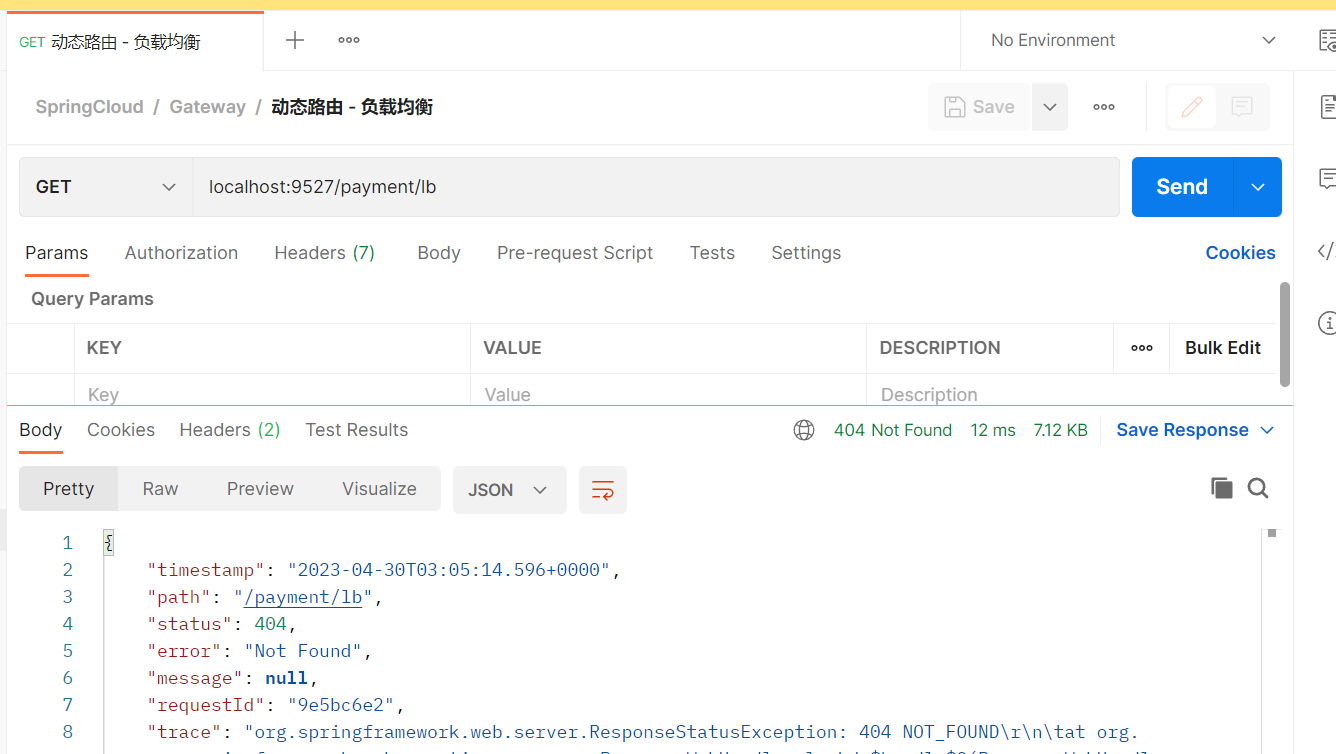 GET 动态路由 - 负载均衡
No Environment
SpringCloud / Gateway / 动态路由 - 负载均衡
Save
GET localhost:9527/payment/lb Send
Params Authorization Headers (7) Body Pre-request Script Tests Settings Cookies
Query Params
KEY VALUE DESCRIPTION Bulk Edit
Key Value Description
Body Cookies Headers (2) Test Results 404 Not Found 12 ms 7.12 KB Save Response
Pretty Raw Preview Visualize JSON
1 {
2 "timestamp": "2023-04-30T03:05:14.596+0000",
3 "path": "/payment/lb",
4 "status": 404,
5 "error": "Not Found",
6 "message": null,
7 "requestId": "9e5bc6e2",
8 "trace": "org.springframework.web.server.ResponseStatusException: 404 NOT_FOUND\r\n\tat org.